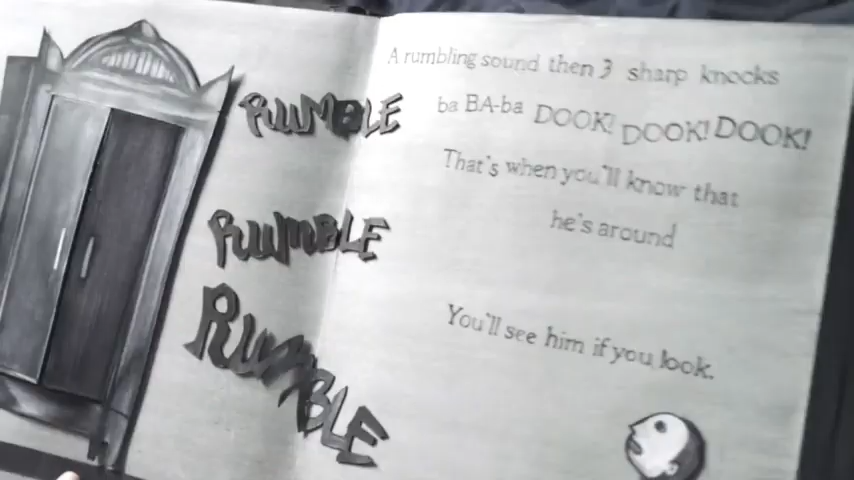 RUMBLE
RUMBLE
RUMBLE
A rumbling sound then 3 sharp knocks
ba BA-ba DOOK! DOOK! DOOK!
That's when you'll know that
he's around
You'll see him if you look.